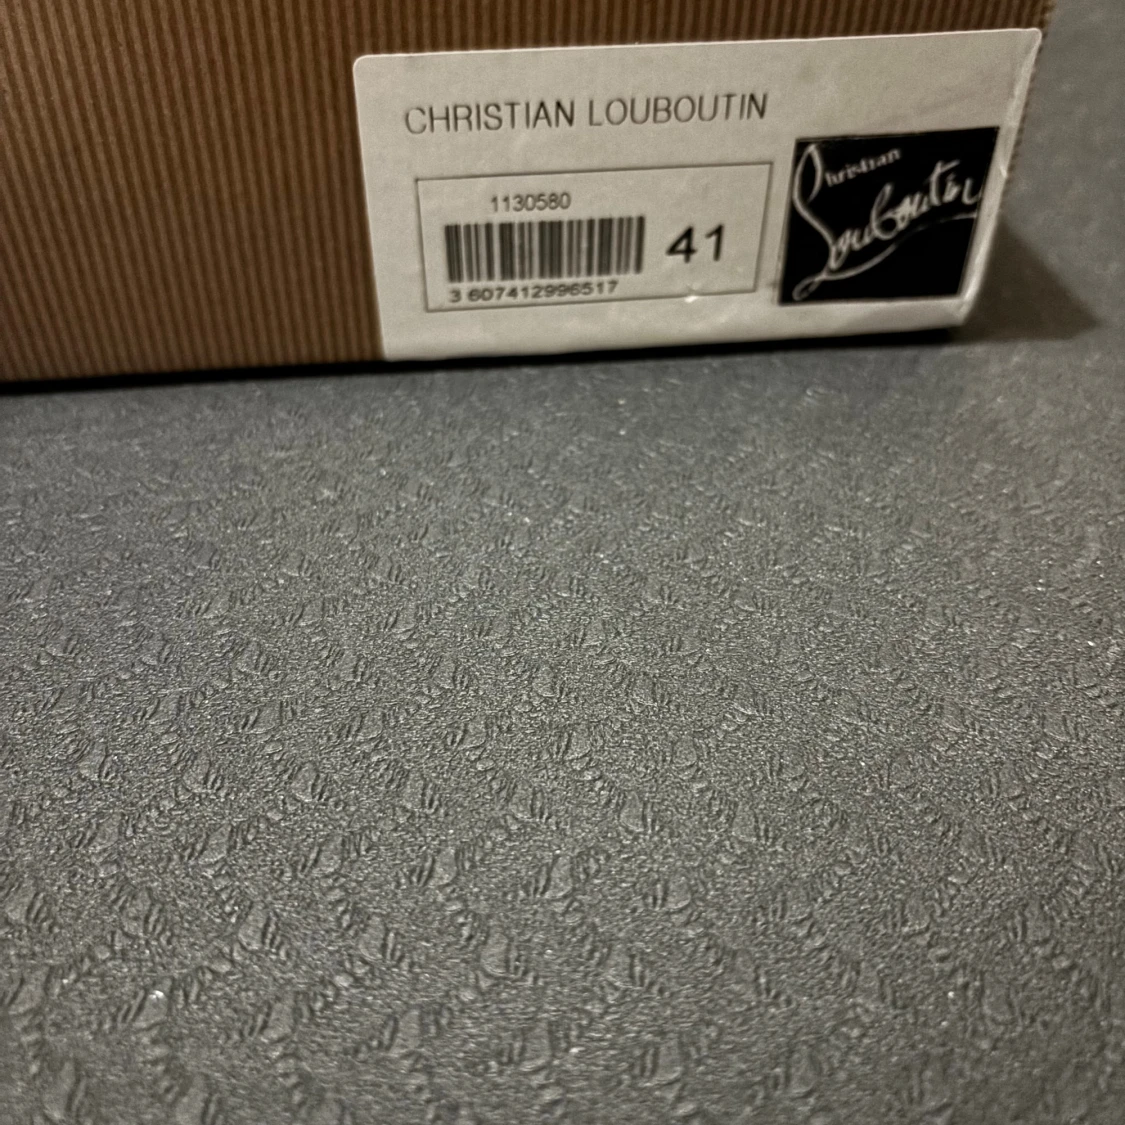 CHRISTIAN LOUBOUTIN
1130580
41
3 607412996517
Christian
Louboutin